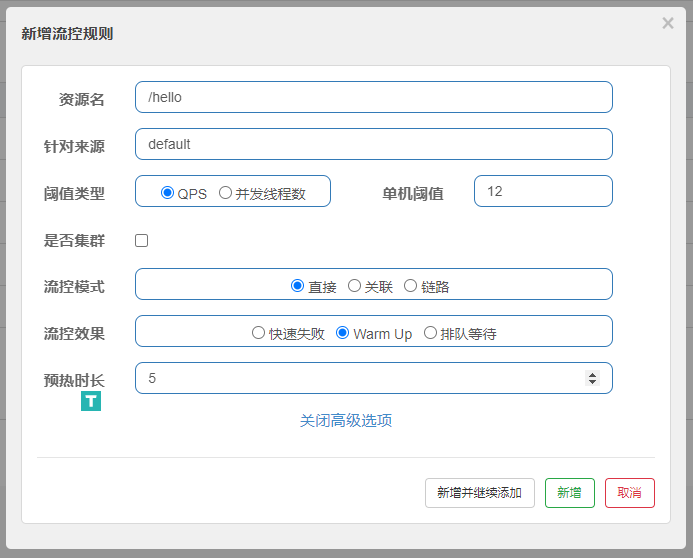 新增流控规则
×
资源名 /hello
针对来源 default
阈值类型 QPS 并发线程数 单机阈值 12
是否集群
流控模式 直接 关联 链路
流控效果 快速失败 Warm Up 排队等待
预热时长 5
T
关闭高级选项
新增并继续添加 新增 取消